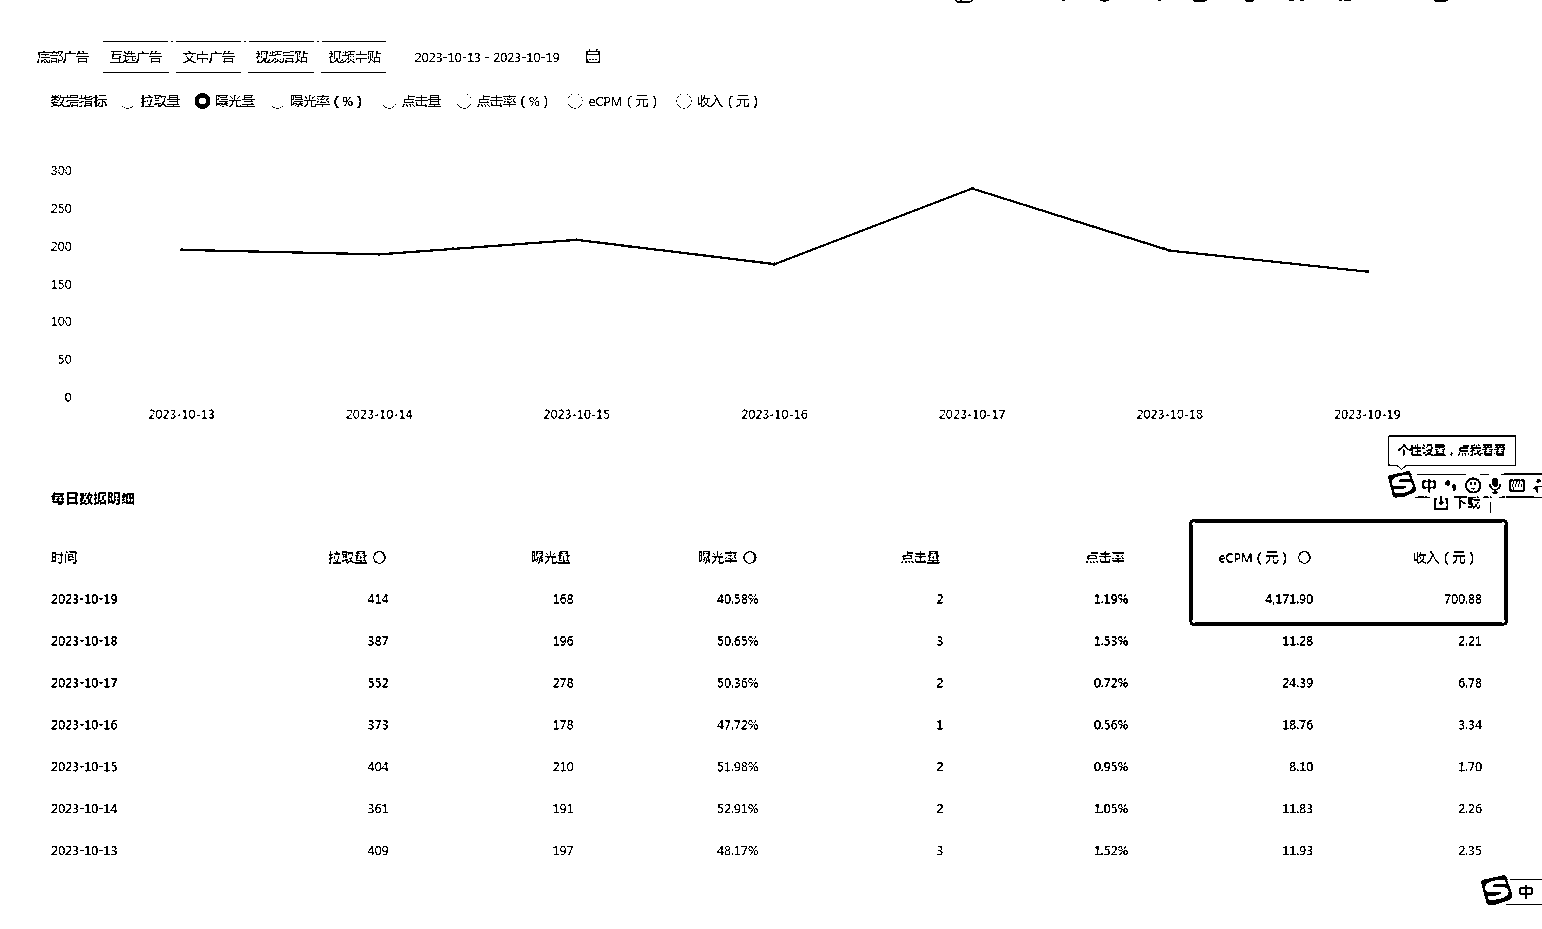 底部广告 互选广告 文中广告 视频后贴 视频中贴 2023-10-13 - 2023-10-19
数据指标 拉取量 曝光量 曝光率（%） 点击量 点击率（%） eCPM（元） 收入（元）
300
250
200
150
100
50
0
2023-10-13 2023-10-14 2023-10-15 2023-10-16 2023-10-17 2023-10-18 2023-10-19
个性设置，点我看看
中
每日数据明细
下载
时间 拉取量 曝光量 曝光率 点击量 点击率 eCPM（元） 收入（元）
2023-10-19 414 168 40.58% 2 1.19% 4,171.90 700.88
2023-10-18 387 196 50.65% 3 1.53% 11.28 2.21
2023-10-17 552 278 50.36% 2 0.72% 24.39 6.78
2023-10-16 373 178 47.72% 1 0.56% 18.76 3.34
2023-10-15 404 210 51.98% 2 0.95% 8.10 1.70
2023-10-14 361 191 52.91% 2 1.05% 11.83 2.26
2023-10-13 409 197 48.17% 3 1.52% 11.93 2.35
中